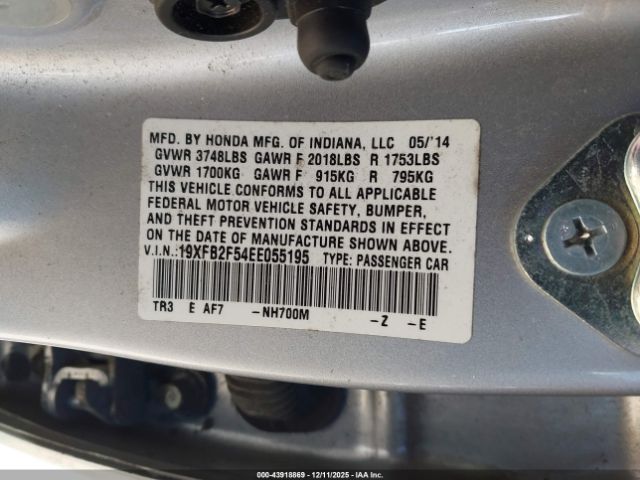 MFD. BY HONDA MFG. OF INDIANA, LLC 05/'14
GVWR 3748LBS GAWR F 2018LBS R 1753LBS
GVWR 1700KG GAWR F 915KG R 795KG
THIS VEHICLE CONFORMS TO ALL APPLICABLE
FEDERAL MOTOR VEHICLE SAFETY, BUMPER,
AND THEFT PREVENTION STANDARDS IN EFFECT
ON THE DATE OF MANUFACTURE SHOWN ABOVE.
V.I.N.:19XFB2F54EE055195 TYPE: PASSENGER CAR
TR3 E AF7 -NH700M -Z -E
000-43918869 - 12/11/2025 - IAA Inc.